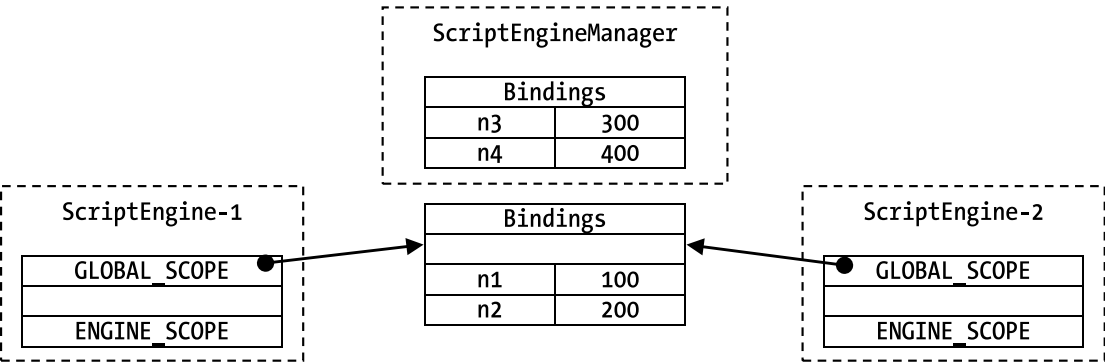 ScriptEngineManager
Bindings
n3 300
n4 400
ScriptEngine-1
GLOBAL_SCOPE
ENGINE_SCOPE
Bindings
n1 100
n2 200
ScriptEngine-2
GLOBAL_SCOPE
ENGINE_SCOPE